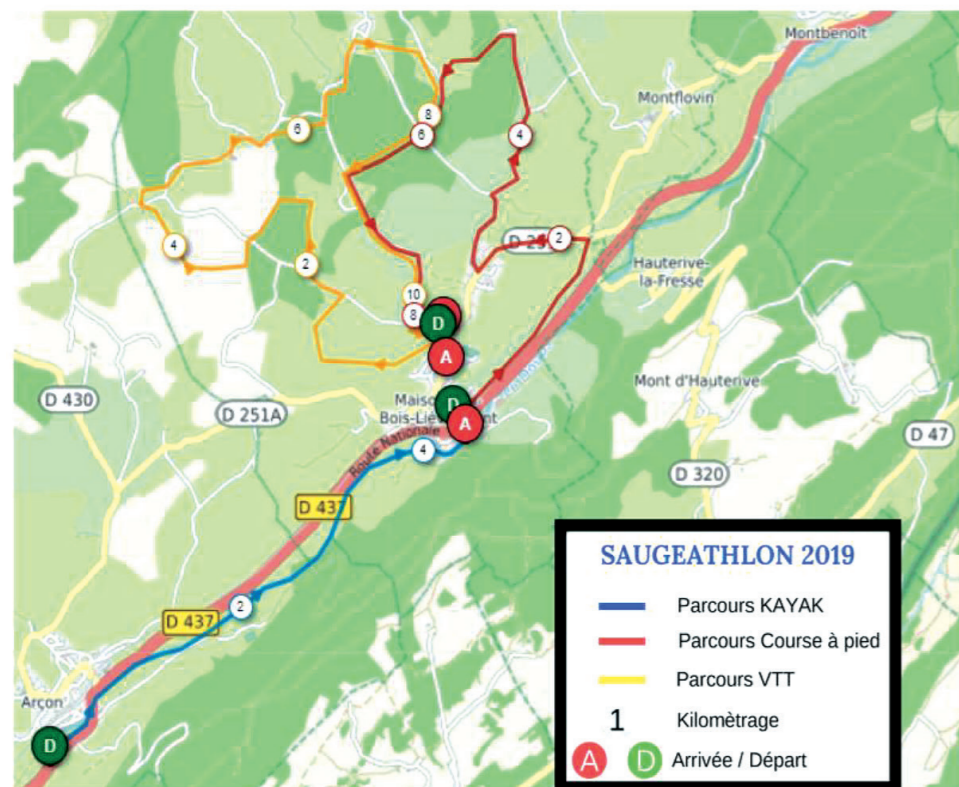 Montbenoît
Montflovin
8
6
6
4
4
2
2
D 25
Hauterive-
la-Fresse
10
8
D
A
D
A
Mont d'Hauterive
D 430
D 251A
D 47
Route Nationale
4
D 320
D 437
2
D 437
Arçon
D
SAUGEATHLON 2019
Parcours KAYAK
Parcours Course à pied
Parcours VTT
1 Kilomètrage
A D Arrivée / Départ